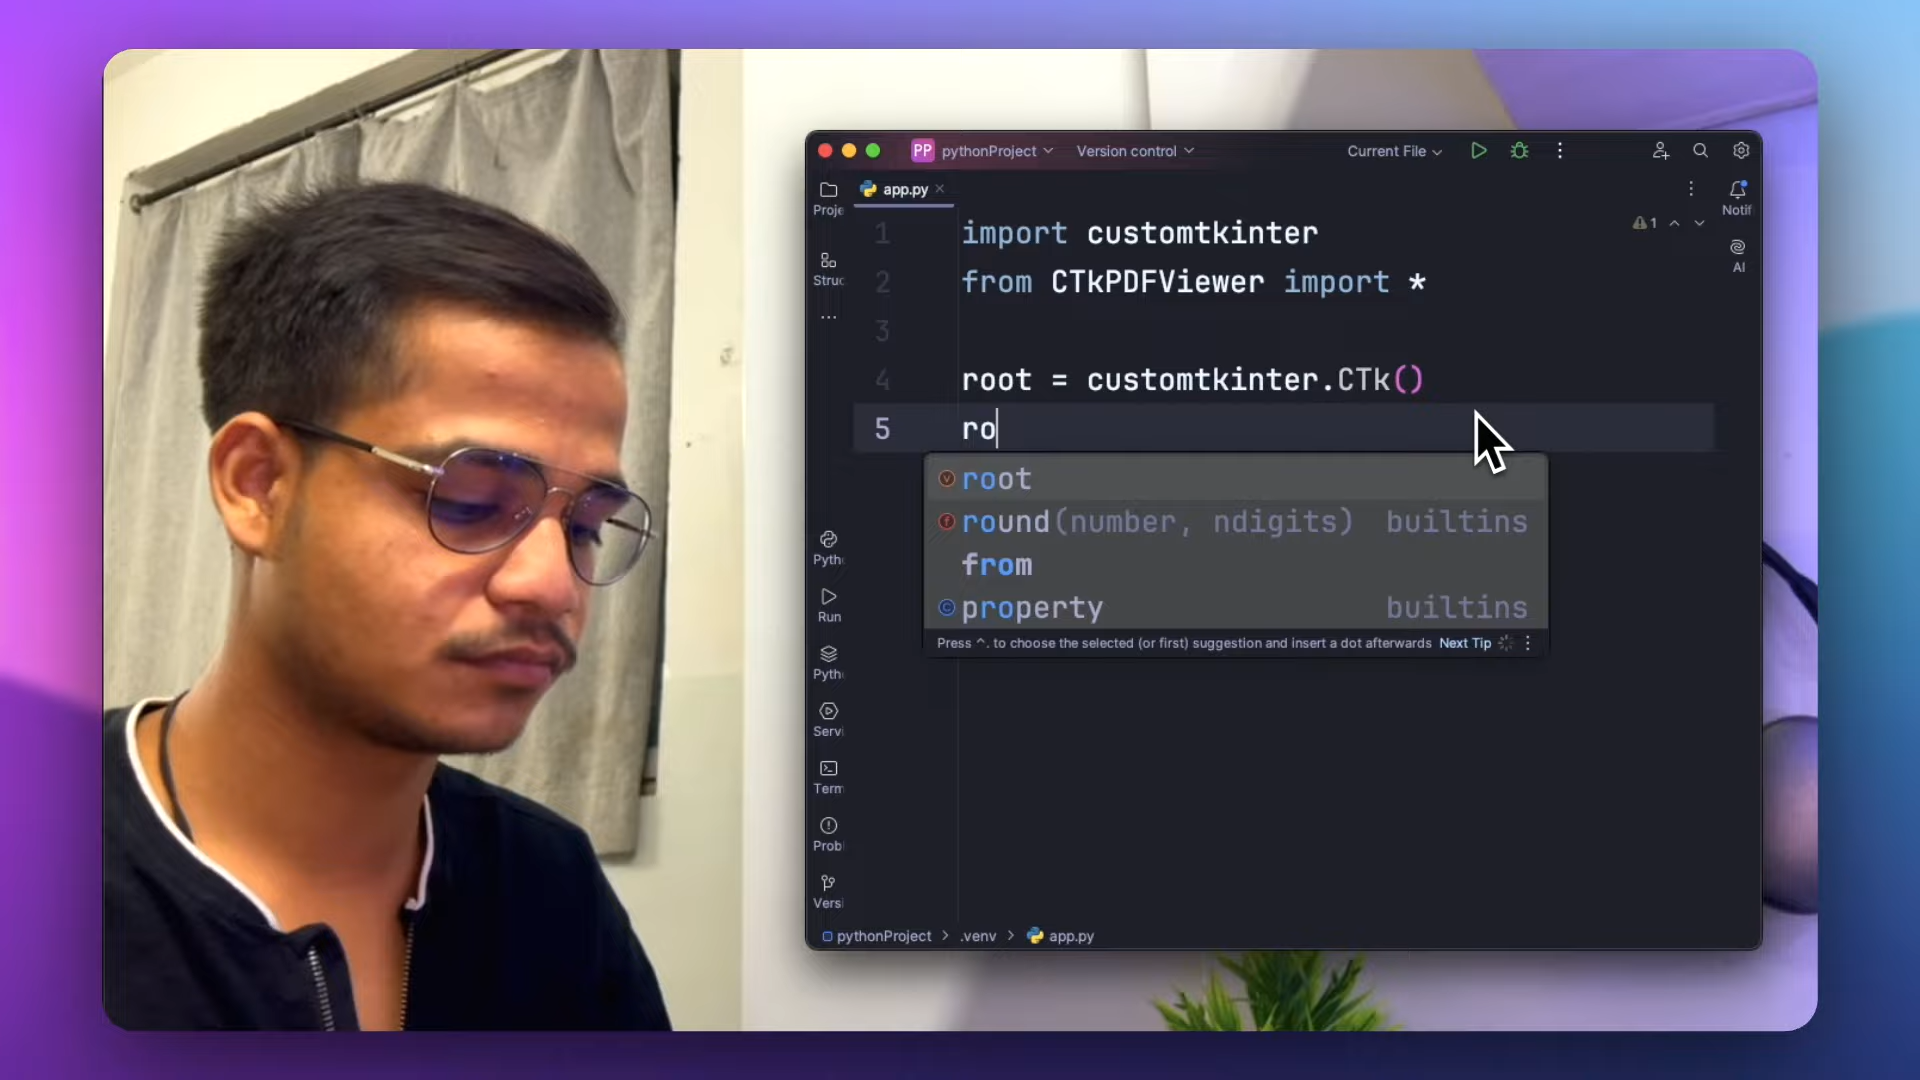 PP pythonProject Version control Current File
app.py
Proje
Notif
1 import customtkinter
1
2 from CTkPDFViewer import *
AI
Struc
3
4 root = customtkinter.CTk()
5 ro
root
round(number, ndigits) builtins
from
property builtins
Press ^. to choose the selected (or first) suggestion and insert a dot afterwards Next Tip
Pyth
Run
Pyth
Servi
Term
Prob
Versi
pythonProject > .venv > app.py